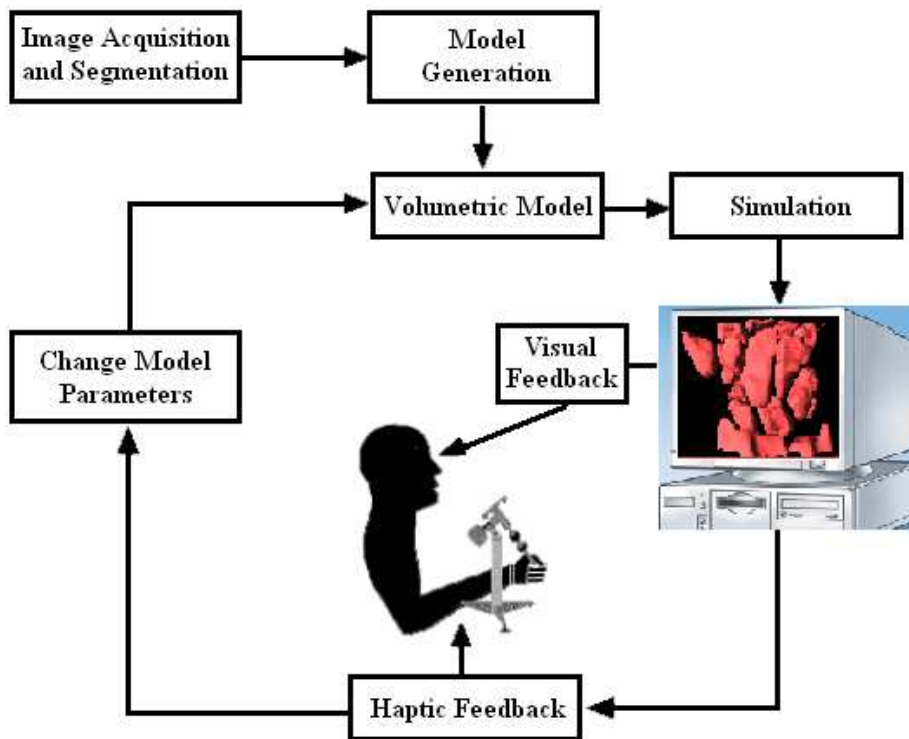 Image Acquisition
and Segmentation
Model
Generation
Volumetric Model
Simulation
Change Model
Parameters
Visual
Feedback
Haptic Feedback